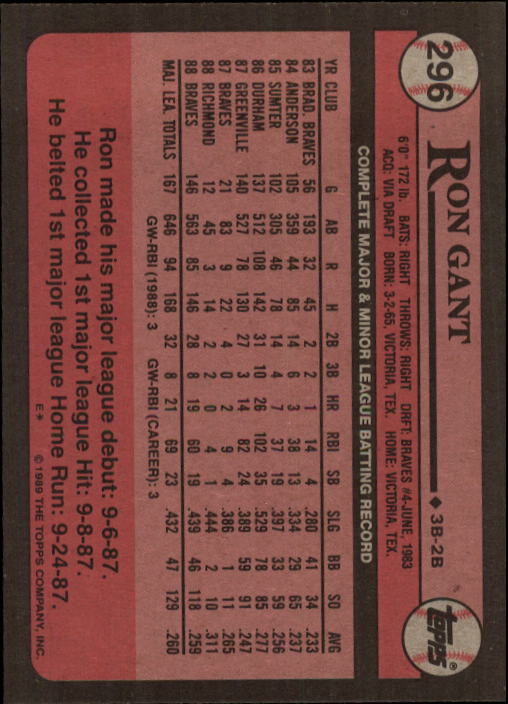 296
RON GANT
◆ 3B-2B
topps®
6'0" 172 lb. BATS: RIGHT THROWS: RIGHT DRFT: BRAVES #4-JUNE, 1983
ACQ: VIA DRAFT BORN: 3-2-65, VICTORIA, TEX. HOME: VICTORIA, TEX.
COMPLETE MAJOR & MINOR LEAGUE BATTING RECORD
YR CLUB G AB R H 2B 3B HR RBI SB SLG BB SO AVG
83 BRAD. BRAVES 56 193 32 45 2 2 1 14 4 .280 41 34 .233
84 ANDERSON 105 359 44 85 14 6 3 38 13 .334 29 65 .237
85 SUMTER 102 305 46 78 14 4 7 37 19 .397 33 59 .256
86 DURHAM 137 512 108 142 31 10 26 102 35 .529 78 85 .277
87 GREENVILLE 140 527 78 130 27 3 14 82 24 .389 59 91 .247
87 BRAVES 21 83 9 22 4 0 2 9 4 .386 1 11 .265
88 RICHMOND 12 45 3 14 2 2 0 4 1 .444 2 10 .311
88 BRAVES 146 563 85 146 28 8 19 60 19 .439 46 118 .259
MAJ. LEA. TOTALS 167 646 94 168 32 8 21 69 23 .432 47 129 .260
GW-RBI (1988): 3 GW-RBI (CAREER): 3
Ron made his major league debut: 9-6-87.
He collected 1st major league Hit: 9-8-87.
He belted 1st major league Home Run: 9-24-87.
E* © 1989 THE TOPPS COMPANY, INC.